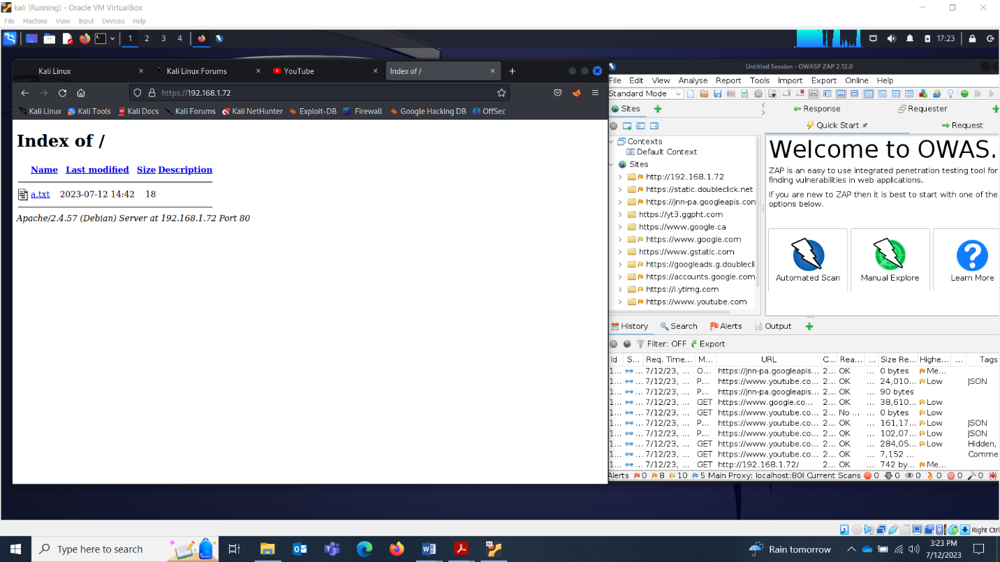 kali [Running] - Oracle VM VirtualBox
File Machine View Input Devices Help
1 2 3 4 17:23
Kali Linux Kali Linux Forums YouTube Index of /
https://192.168.1.72
Kali Linux Kali Tools Kali Docs Kali Forums Kali NetHunter Exploit-DB Firewall Google Hacking DB OffSec
Index of /
Name Last modified Size Description
a.txt 2023-07-12 14:42 18
Apache/2.4.57 (Debian) Server at 192.168.1.72 Port 80
Untitled Session - OWASP ZAP 2.12.0
File Edit View Analyse Report Tools Import Export Online Help
Standard Mode
Sites
Contexts
Default Context
Sites
http://192.168.1.72
https://static.doubleclick.net
https://jnn-pa.googleapis.con
https://yt3.ggpht.com
https://www.google.ca
https://www.google.com
https://www.gstatic.com
https://googleads.g.doublecli
https://accounts.google.com
https://i.ytimg.com
https://www.youtube.com
Response Requester
Quick Start Request
Welcome to OWAS.
ZAP is an easy to use integrated penetration testing tool for
finding vulnerabilities in web applications.
If you are new to ZAP then it is best to start with one of the
options below.
Automated Scan Manual Explore Learn More
History Search Alerts Output
Filter: OFF Export
Id S... Req. Time... M... URL C... Rea... ... Size Re... Highe... ... Tags
1... ... 7/12/23, ... O... https://jnn-pa.googleapis... 2... OK ... 0 bytes Me...
1... ... 7/12/23, ... P... https://www.youtube.co... 2... OK ... 24,010... Low JSON
1... ... 7/12/23, ... P... https://jnn-pa.googleapis... 2... OK ... 90 bytes
1... ... 7/12/23, ... GET https://www.google.co... 2... OK ... 38,610... Low
1... ... 7/12/23, ... GET https://www.youtube.co... 2... No ... ... 0 bytes Low
1... ... 7/12/23, ... P... https://www.youtube.co... 2... OK ... 161,17... Low JSON
1... ... 7/12/23, ... P... https://www.youtube.co... 2... OK ... 102,07... Low JSON
1... ... 7/12/23, ... GET https://www.youtube.co... 2... OK ... 284,05... Low Hidden,
1... ... 7/12/23, ... GET https://www.youtube.co... 2... OK ... 7,152 ... Comme
1... ... 7/12/23, ... GET http://192.168.1.72/ 2... OK ... 742 by... Me...
Alerts 0 8 10 5 Main Proxy: localhost:808 Current Scans 0 0 0 0 0 0
Right Ctrl
Type here to search Rain tomorrow 3:23 PM
7/12/2023